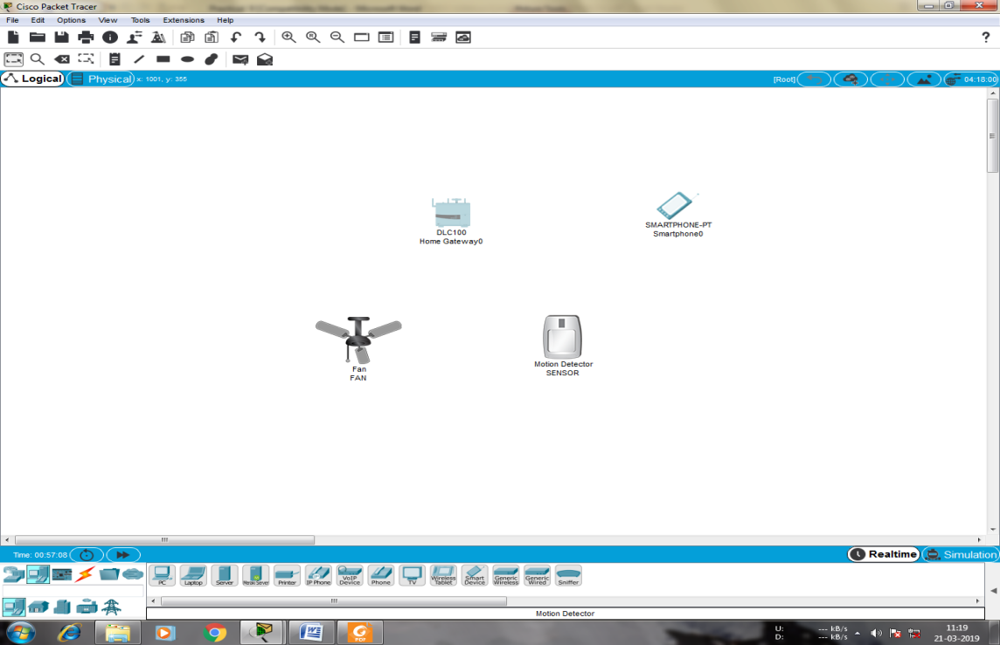 Cisco Packet Tracer
File Edit Options View Tools Extensions Help
?
Logical Physical x: 1001, y: 355 [Root] 04:18:00
DLC100
Home Gateway0
SMARTPHONE-PT
Smartphone0
Fan
FAN
Motion Detector
SENSOR
Time: 00:57:08 Realtime Simulation
PC Laptop Server Printer IP Phone VoIP Device Phone TV Wireless Tablet Smart Device Generic Wireless Generic Wired Sniffer
Motion Detector
U: --- kB/s
D: --- kB/s
11:19
21-03-2019